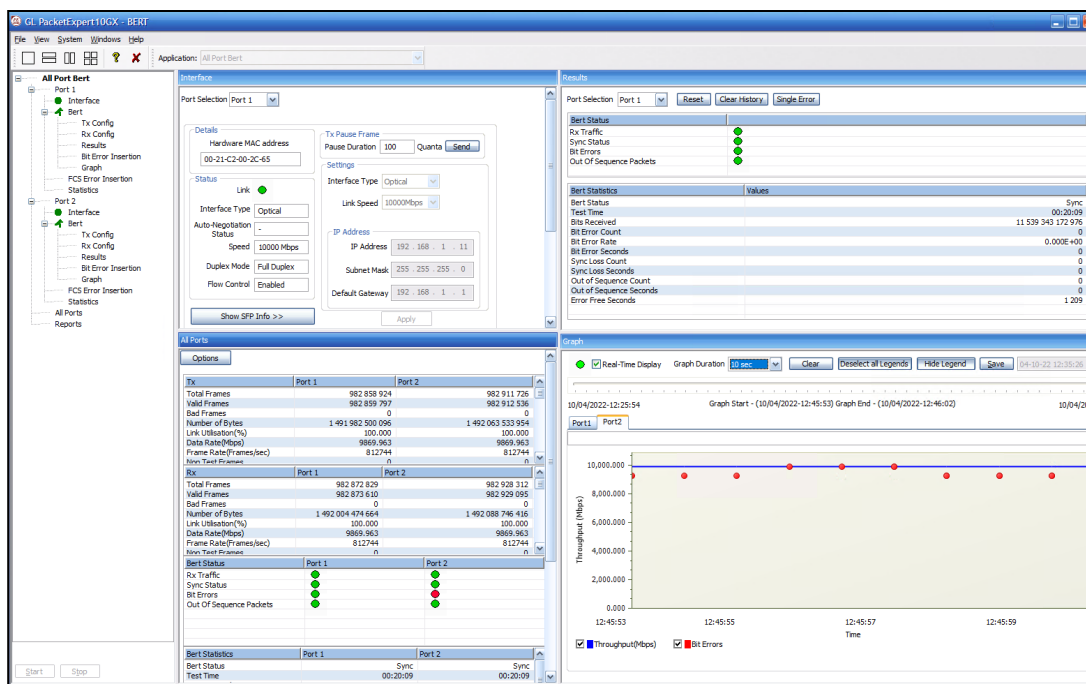 GL PacketExpert10GX - BERT
File View System Windows Help
Application: All Port Bert
All Port Bert
Port 1
Interface
Bert
Tx Config
Rx Config
Results
Bit Error Insertion
Graph
FCS Error Insertion
Statistics
Port 2
Interface
Bert
Tx Config
Rx Config
Results
Bit Error Insertion
Graph
FCS Error Insertion
Statistics
All Ports
Reports
Start Stop
Interface
Port Selection Port 1
Details
Hardware MAC address
00-21-C2-00-2C-65
Status
Link
Interface Type Optical
Auto-Negotiation Status -
Speed 10000 Mbps
Duplex Mode Full Duplex
Flow Control Enabled
Show SFP Info >>
Tx Pause Frame
Pause Duration 100 Quanta Send
Settings
Interface Type Optical
Link Speed 10000Mbps
IP Address
IP Address 192 . 168 . 1 . 11
Subnet Mask 255 . 255 . 255 . 0
Default Gateway 192 . 168 . 1 . 1
Apply
Results
Port Selection Port 1 Reset Clear History Single Error
Bert Status
Rx Traffic
Sync Status
Bit Errors
Out Of Sequence Packets
Bert Statistics Values
Bert Status Sync
Test Time 00:20:09
Bits Received 11 539 343 172 976
Bit Error Count 0
Bit Error Rate 0.000E+00
Bit Error Seconds 0
Sync Loss Count 0
Sync Loss Seconds 0
Out of Sequence Count 0
Out of Sequence Seconds 0
Error Free Seconds 1 209
All Ports
Options
Tx Port 1 Port 2
Total Frames 982 858 924 982 911 726
Valid Frames 982 859 797 982 912 536
Bad Frames 0 0
Number of Bytes 1 491 982 500 096 1 492 063 533 954
Link Utilisation(%) 100.000 100.000
Data Rate(Mbps) 9869.963 9869.963
Frame Rate(Frames/sec) 812744 812744
Non Test Frames 0 0
Rx Port 1 Port 2
Total Frames 982 872 829 982 928 312
Valid Frames 982 873 610 982 929 095
Bad Frames 0 0
Number of Bytes 1 492 004 474 664 1 492 088 746 416
Link Utilisation(%) 100.000 100.000
Data Rate(Mbps) 9869.963 9869.963
Frame Rate(Frames/sec) 812744 812744
Non Test Frames 0 0
Bert Status Port 1 Port 2
Rx Traffic
Sync Status
Bit Errors
Out Of Sequence Packets
Bert Statistics Port 1 Port 2
Bert Status Sync Sync
Test Time 00:20:09 00:20:09
Graph
Real-Time Display Graph Duration 10 sec Clear Deselect all Legends Hide Legend Save 04-10-22 12:35:26
10/04/2022-12:25:54 Graph Start - (10/04/2022-12:45:53) Graph End - (10/04/2022-12:46:02) 10/04/20
Port1 Port2
10,000.000
8,000.000
6,000.000
4,000.000
2,000.000
0.000
Throughput (Mbps)
12:45:53 12:45:55 12:45:57 12:45:59
Time
Throughput(Mbps) Bit Errors